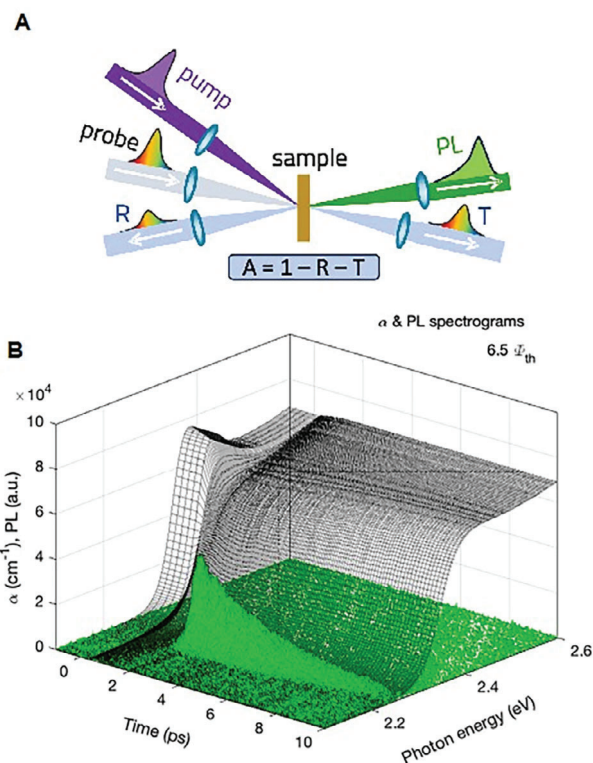 A
pump
probe
sample
PL
R
T
A = 1 – R – T
B
α & PL spectrograms
6.5 Φth
× 10⁴
10
8
6
4
2
0
α (cm⁻¹), PL (a.u.)
0
2
4
6
8
10
Time (ps)
2.2
2.4
2.6
Photon energy (eV)